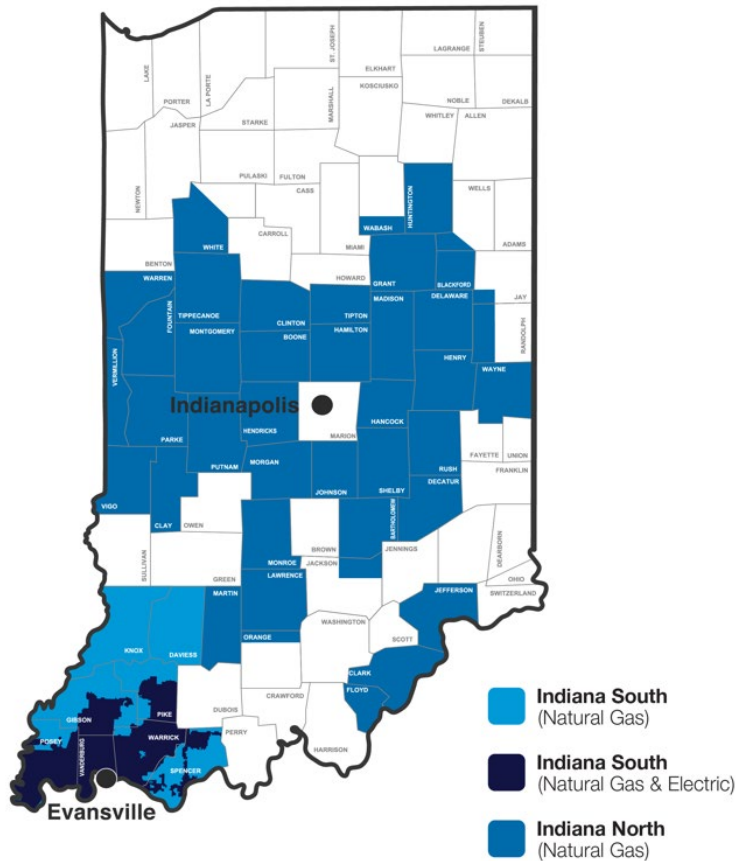 STEUBEN
LAGRANGE
ST. JOSEPH
ELKHART
LAKE
LA PORTE
PORTER
KOSCIUSKO
MARSHALL
NOBLE
DEKALB
JASPER
STARKE
WHITLEY
ALLEN
PULASKI
FULTON
NEWTON
CASS
HUNTINGTON
WELLS
WABASH
CARROLL
WHITE
MIAMI
ADAMS
BENTON
WARREN
HOWARD
GRANT
BLACKFORD
MADISON
DELAWARE
JAY
FOUNTAIN
TIPPECANOE
MONTGOMERY
CLINTON
BOONE
TIPTON
HAMILTON
RANDOLPH
VERMILLION
HENRY
WAYNE
Indianapolis
HANCOCK
HENDRICKS
MARION
PARKE
FAYETTE
UNION
PUTNAM
MORGAN
RUSH
FRANKLIN
DECATUR
VIGO
JOHNSON
SHELBY
CLAY
OWEN
BARTHOLOMEW
SULLIVAN
BROWN
JENNINGS
DEARBORN
MONROE
JACKSON
LAWRENCE
GREEN
OHIO
SWITZERLAND
MARTIN
JEFFERSON
WASHINGTON
SCOTT
ORANGE
KNOX
DAVIESS
CLARK
FLOYD
CRAWFORD
GIBSON
PIKE
DUBOIS
PERRY
WARRICK
HARRISON
POSEY
VANDERBURG
SPENCER
Evansville
Indiana South
(Natural Gas)
Indiana South
(Natural Gas & Electric)
Indiana North
(Natural Gas)